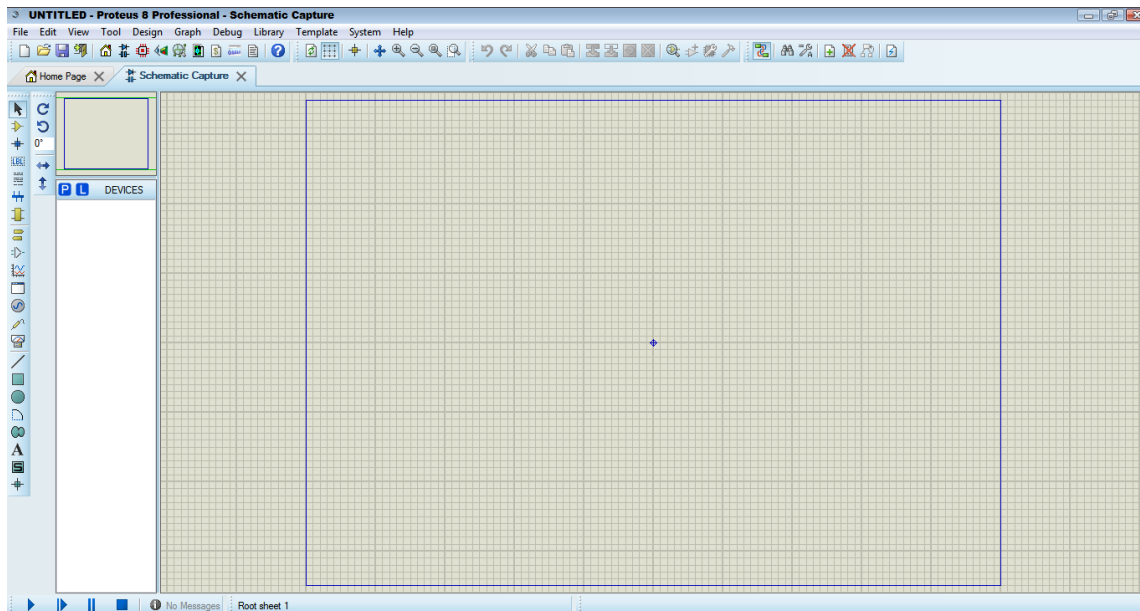 UNTITLED - Proteus 8 Professional - Schematic Capture
File Edit View Tool Design Graph Debug Library Template System Help
Home Page Schematic Capture
0°
LBL
P L DEVICES
A
S
No Messages Root sheet 1